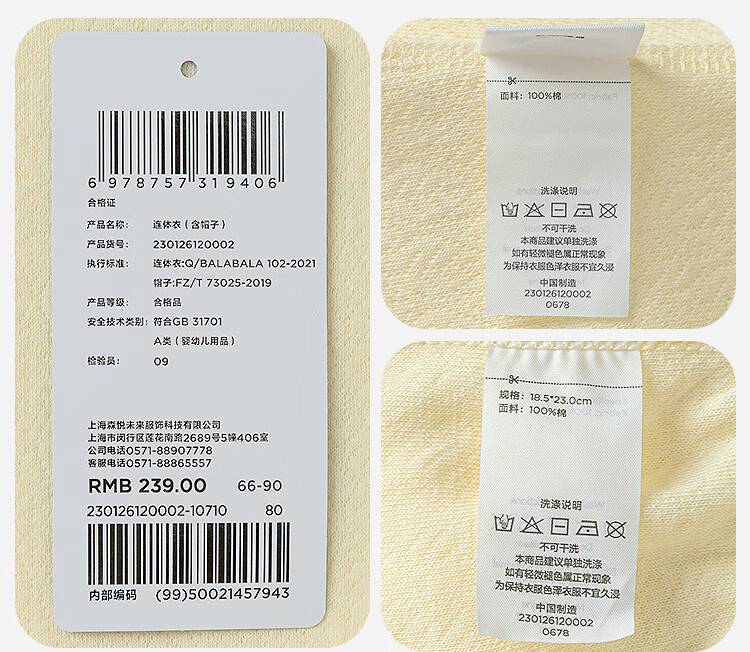 6 978757 319406
合格证
产品名称： 连体衣（含帽子）
产品货号： 230126120002
执行标准： 连体衣:Q/BALABALA 102-2021
帽子:FZ/T 73025-2019
产品等级： 合格品
安全技术类别： 符合GB 31701
A类（婴幼儿用品）
检验员： 09
上海森悦未来服饰科技有限公司
上海市闵行区莲花南路2689号5幢406室
公司电话0571-88907778
客服电话0571-88865557
RMB 239.00 66-90
230126120002-10710 80
内部编码 (99)50021457943
面料：100%棉
洗涤说明
不可干洗
本商品建议单独洗涤
如有轻微褪色属正常现象
为保持衣服色泽衣服不宜久浸
中国制造
230126120002
0678
规格：18.5*23.0cm
面料：100%棉
洗涤说明
不可干洗
本商品建议单独洗涤
如有轻微褪色属正常现象
为保持衣服色泽衣服不宜久浸
中国制造
230126120002
0678